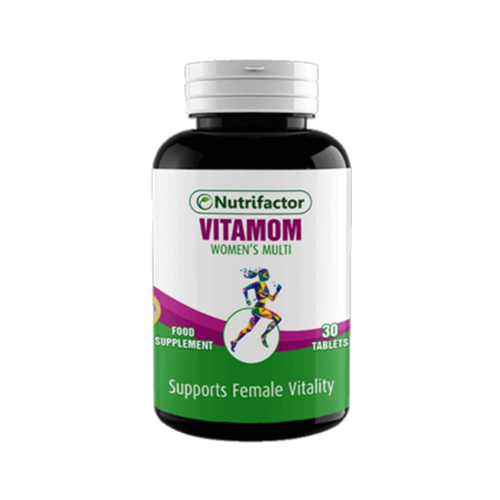 Nutrifactor
VITAMOM
WOMEN'S MULTI
FOOD
SUPPLEMENT
30
TABLETS
Supports Female Vitality